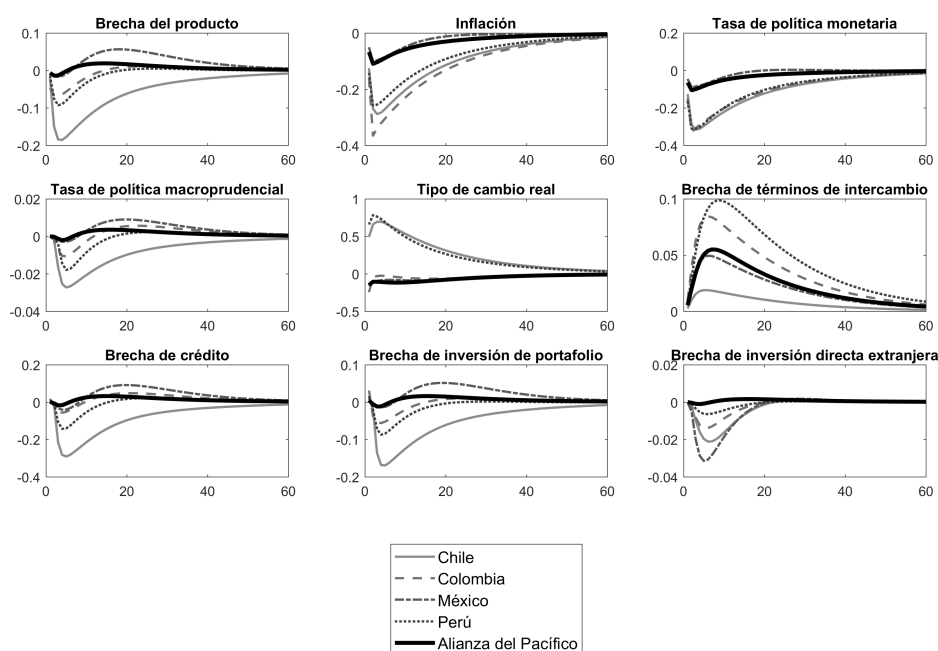 Brecha del producto
0.1
0
-0.1
-0.2
0 20 40 60
Inflación
0
-0.2
-0.4
0 20 40 60
Tasa de política monetaria
0.2
0
-0.2
-0.4
0 20 40 60
Tasa de política macroprudencial
0.02
0
-0.02
-0.04
0 20 40 60
Tipo de cambio real
1
0.5
0
-0.5
0 20 40 60
Brecha de términos de intercambio
0.1
0.05
0
0 20 40 60
Brecha de crédito
0.2
0
-0.2
-0.4
0 20 40 60
Brecha de inversión de portafolio
0.1
0
-0.1
-0.2
0 20 40 60
Brecha de inversión directa extranjera
0.02
0
-0.02
-0.04
0 20 40 60
Chile
Colombia
México
Perú
Alianza del Pacífico